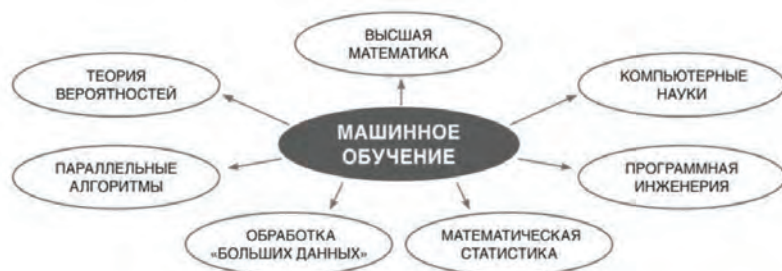 ВЫСШАЯ
МАТЕМАТИКА
ТЕОРИЯ
ВЕРОЯТНОСТЕЙ
КОМПЬЮТЕРНЫЕ
НАУКИ
МАШИННОЕ
ОБУЧЕНИЕ
ПАРАЛЛЕЛЬНЫЕ
АЛГОРИТМЫ
ПРОГРАММНАЯ
ИНЖЕНЕРИЯ
ОБРАБОТКА
«БОЛЬШИХ ДАННЫХ»
МАТЕМАТИЧЕСКАЯ
СТАТИСТИКА